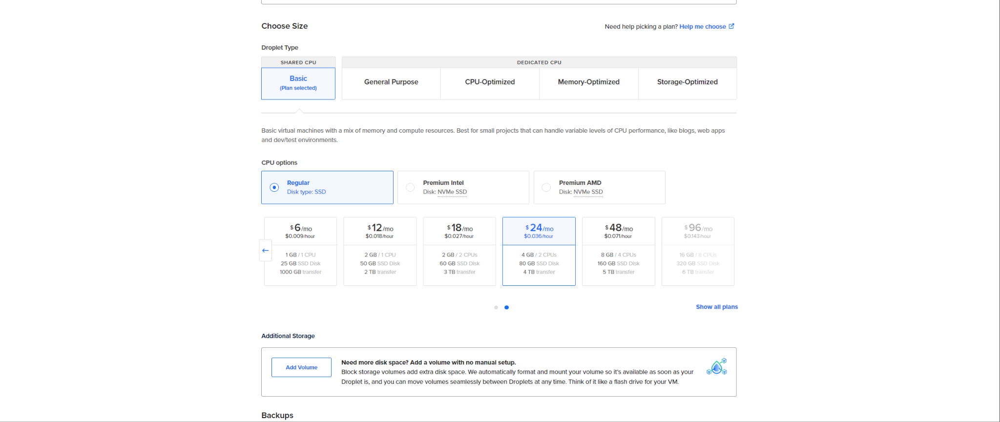 Choose Size
Need help picking a plan? Help me choose
Droplet Type
SHARED CPU
DEDICATED CPU
Basic
(Plan selected)
General Purpose
CPU-Optimized
Memory-Optimized
Storage-Optimized
Basic virtual machines with a mix of memory and compute resources. Best for small projects that can handle variable levels of CPU performance, like blogs, web apps
and dev/test environments.
CPU options
Regular
Disk type: SSD
Premium Intel
Disk: NVMe SSD
Premium AMD
Disk: NVMe SSD
$6/mo
$0.009/hour
1 GB / 1 CPU
25 GB SSD Disk
1000 GB transfer
$12/mo
$0.018/hour
2 GB / 1 CPU
50 GB SSD Disk
2 TB transfer
$18/mo
$0.027/hour
2 GB / 2 CPUs
60 GB SSD Disk
3 TB transfer
$24/mo
$0.036/hour
4 GB / 2 CPUs
80 GB SSD Disk
4 TB transfer
$48/mo
$0.071/hour
8 GB / 4 CPUs
160 GB SSD Disk
5 TB transfer
$96/mo
$0.143/hour
16 GB / 8 CPUs
320 GB SSD Disk
6 TB transfer
Show all plans
Additional Storage
Add Volume
Need more disk space? Add a volume with no manual setup.
Block storage volumes add extra disk space. We automatically format and mount your volume so it's available as soon as your
Droplet is, and you can move volumes seamlessly between Droplets at any time. Think of it like a flash drive for your VM.
Backups